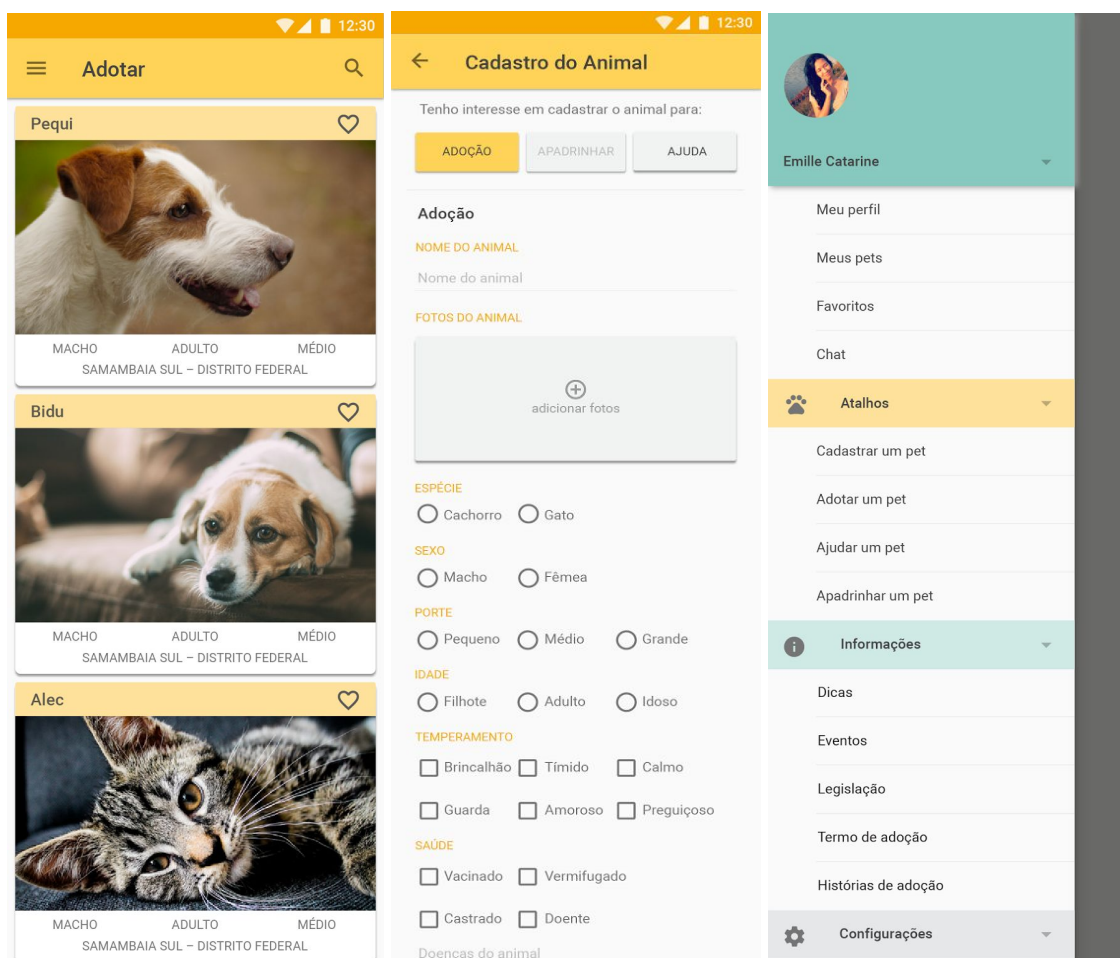 12:30
Adotar
Pequi
MACHO ADULTO MÉDIO
SAMAMBAIA SUL – DISTRITO FEDERAL
Bidu
MACHO ADULTO MÉDIO
SAMAMBAIA SUL – DISTRITO FEDERAL
Alec
MACHO ADULTO MÉDIO
SAMAMBAIA SUL – DISTRITO FEDERAL
12:30
Cadastro do Animal
Tenho interesse em cadastrar o animal para:
ADOÇÃO APADRINHAR AJUDA
Adoção
NOME DO ANIMAL
Nome do animal
FOTOS DO ANIMAL
adicionar fotos
ESPÉCIE
Cachorro Gato
SEXO
Macho Fêmea
PORTE
Pequeno Médio Grande
IDADE
Filhote Adulto Idoso
TEMPERAMENTO
Brincalhão Tímido Calmo
Guarda Amoroso Preguiçoso
SAÚDE
Vacinado Vermifugado
Castrado Doente
Doenças do animal
Emille Catarine
Meu perfil
Meus pets
Favoritos
Chat
Atalhos
Cadastrar um pet
Adotar um pet
Ajudar um pet
Apadrinhar um pet
Informações
Dicas
Eventos
Legislação
Termo de adoção
Histórias de adoção
Configurações